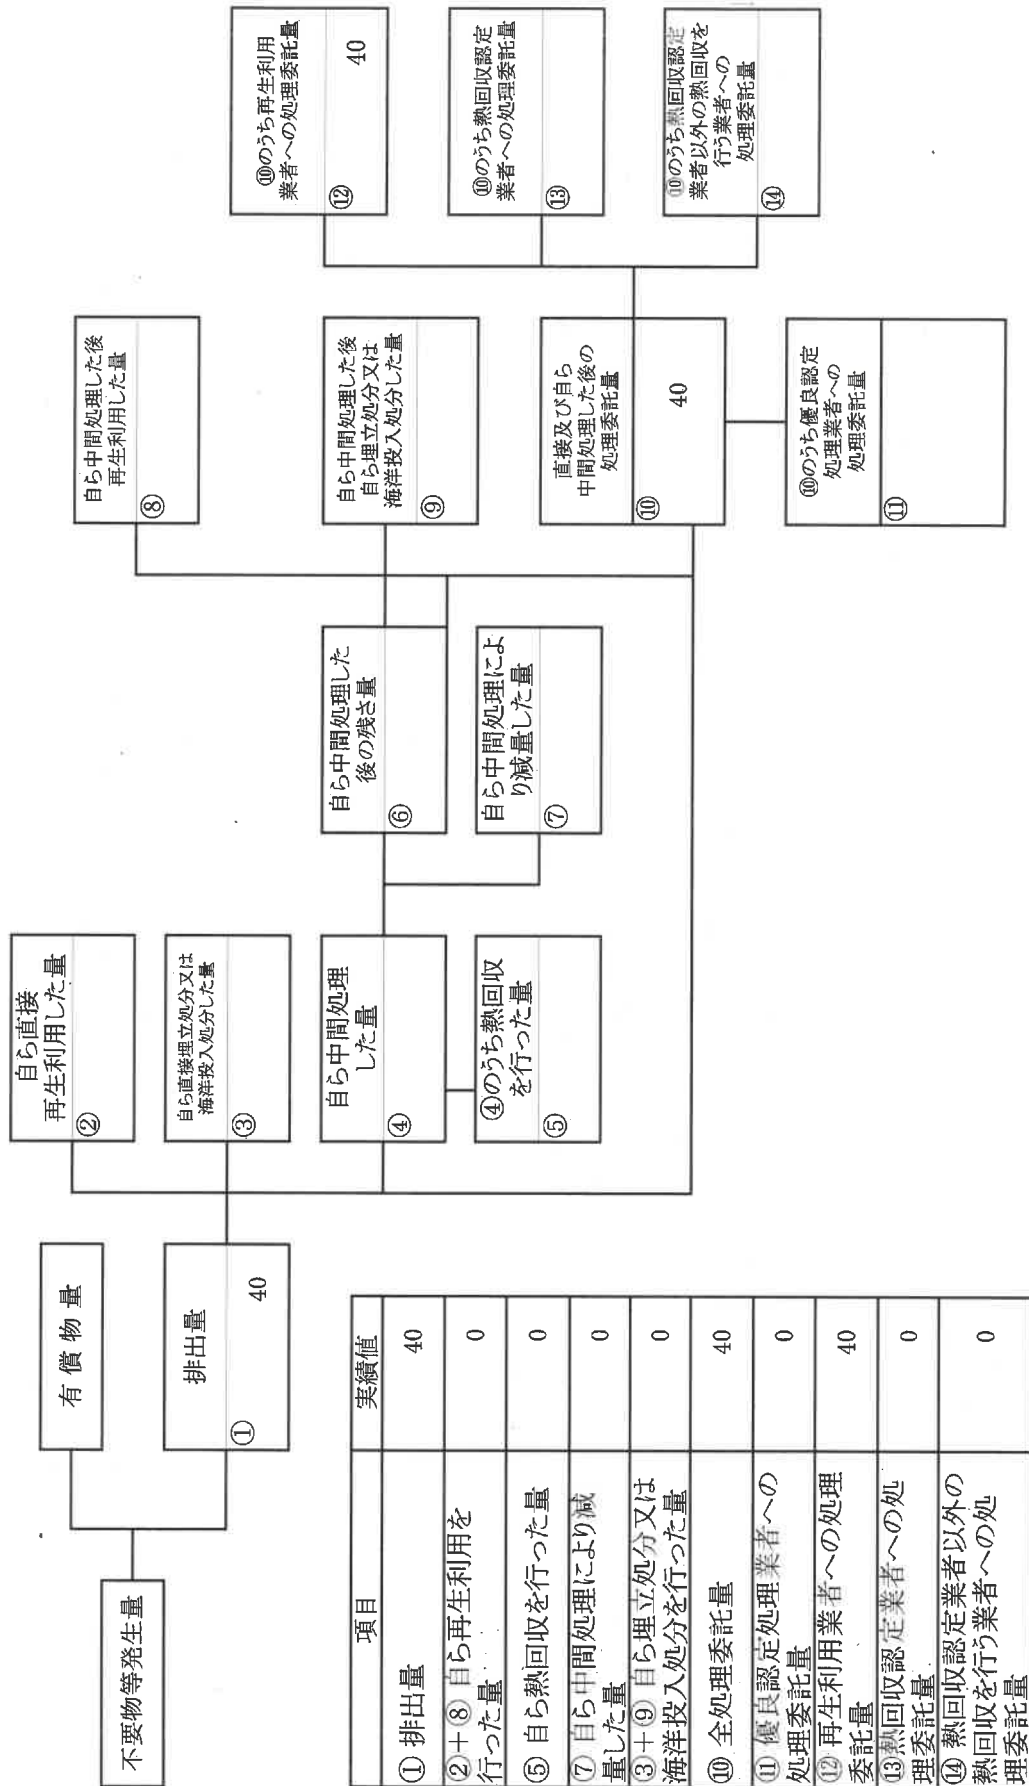 不要物等発生量
有償物量
排出量
①
40
自ら直接
再生利用した量
②
自ら直接埋立処分又は
海洋投入処分した量
③
自ら中間処理
した量
④
④のうち熱回収
を行った量
⑤
自ら中間処理した
後の残さ量
⑥
自ら中間処理によ
り減量した量
⑦
自ら中間処理した後
再生利用した量
⑧
自ら中間処理した後
自ら埋立処分又は
海洋投入処分した量
⑨
直接及び自ら
中間処理した後の
処理委託量
⑩
40
⑩のうち優良認定
処理業者への
処理委託量
⑪
⑩のうち再生利用
業者への処理委託量
⑫
40
⑩のうち熱回収認定
業者への処理委託量
⑬
⑩のうち熱回収認定
業者以外の熱回収を
行う業者への
処理委託量
⑭
項目 実績値
① 排出量 40
②+⑧ 自ら再生利用を
行った量 0
⑤ 自ら熱回収を行った量 0
⑦ 自ら中間処理により減
量した量 0
③+⑨ 自ら埋立処分又は
海洋投入処分を行った量 0
⑩ 全処理委託量 40
⑪ 優良認定処理業者への
処理委託量 0
⑫ 再生利用業者への処理
委託量 40
⑬熱回収認定業者への処
理委託量 0
⑭ 熱回収認定業者以外の
熱回収を行う業者への処
理委託量 0